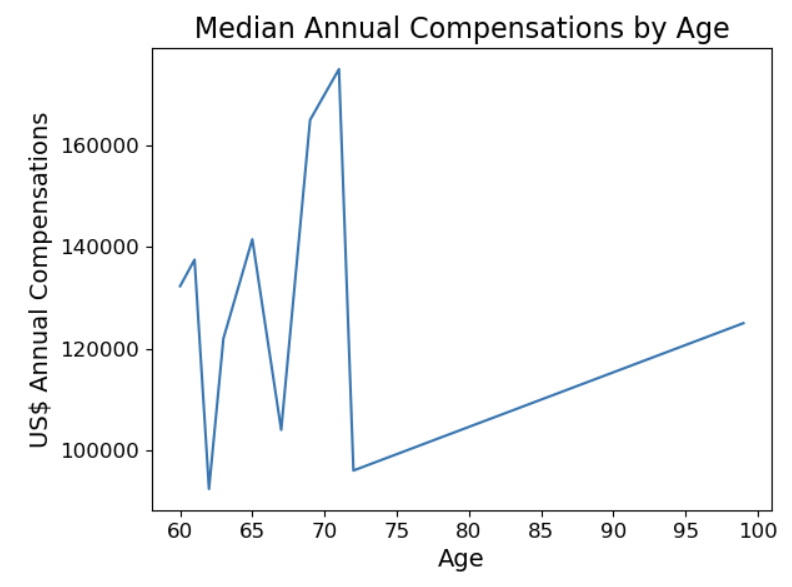 Median Annual Compensations by Age
US$ Annual Compensations
160000
140000
120000
100000
60 65 70 75 80 85 90 95 100
Age